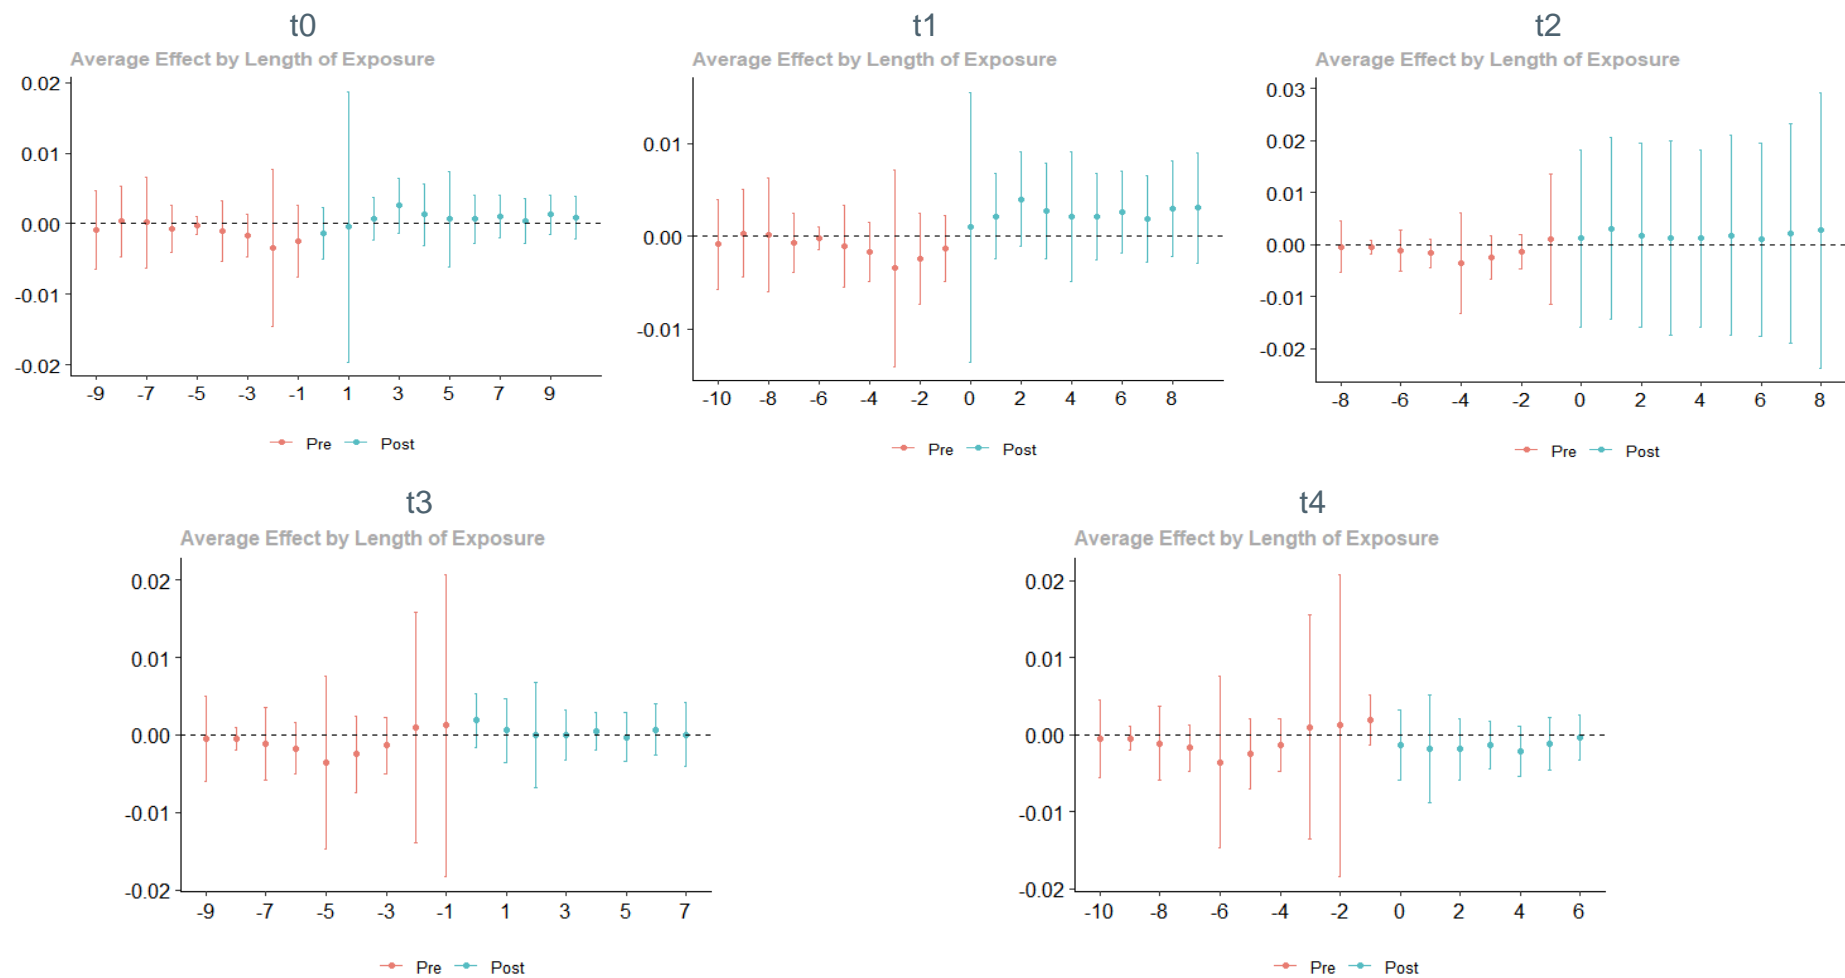 t0
Average Effect by Length of Exposure
0.02
0.01
0.00
-0.01
-0.02
-9 -7 -5 -3 -1 1 3 5 7 9
Pre Post
t1
Average Effect by Length of Exposure
0.01
0.00
-0.01
-10 -8 -6 -4 -2 0 2 4 6 8
Pre Post
t2
Average Effect by Length of Exposure
0.03
0.02
0.01
0.00
-0.01
-0.02
-8 -6 -4 -2 0 2 4 6 8
Pre Post
t3
Average Effect by Length of Exposure
0.02
0.01
0.00
-0.01
-0.02
-9 -7 -5 -3 -1 1 3 5 7
Pre Post
t4
Average Effect by Length of Exposure
0.02
0.01
0.00
-0.01
-0.02
-10 -8 -6 -4 -2 0 2 4 6
Pre Post